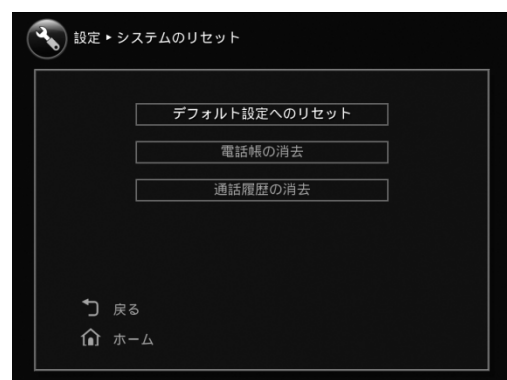 設定 ▸ システムのリセット
デフォルト設定へのリセット
電話帳の消去
通話履歴の消去
戻る
ホーム